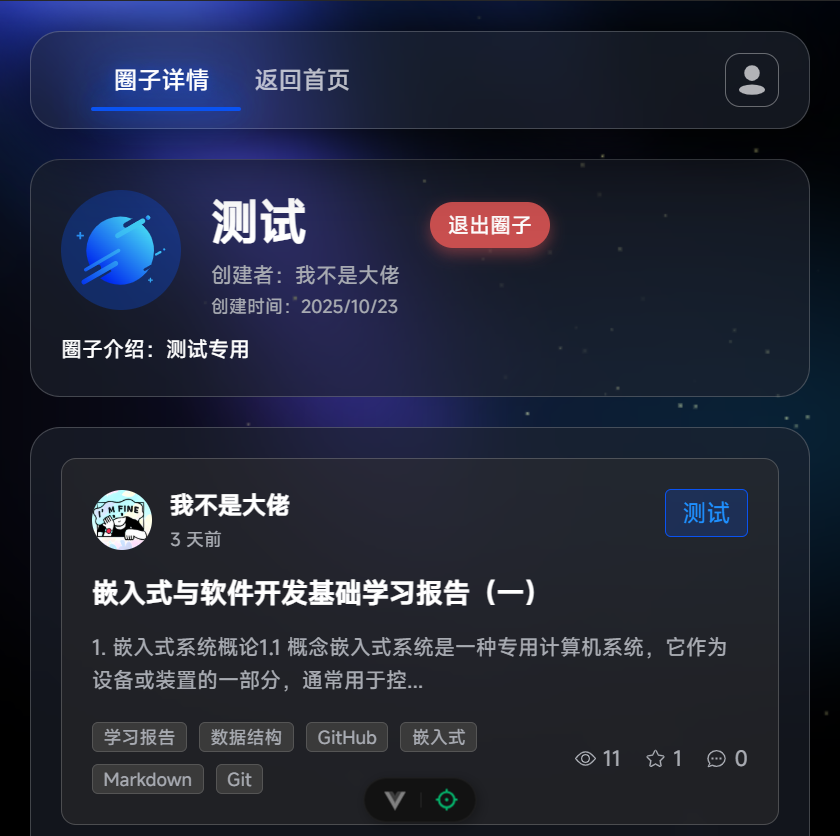 圈子详情 返回首页
测试
退出圈子
创建者：我不是大佬
创建时间：2025/10/23
圈子介绍：测试专用
I'M FINE
我不是大佬
3 天前
测试
嵌入式与软件开发基础学习报告（一）
1. 嵌入式系统概论1.1 概念嵌入式系统是一种专用计算机系统，它作为
设备或装置的一部分，通常用于控...
学习报告 数据结构 GitHub 嵌入式
Markdown Git
11 1 0